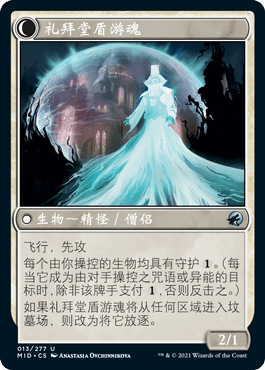 礼拜堂盾游魂
生物～精怪／僧侣
飞行，先攻
每个由你操控的生物均具有守护 1。（每
当它成为由对手操控之咒语或异能的目
标时，除非该牌手支付 1，否则反击之。）
如果礼拜堂盾游魂将从任何区域进入坟
墓场，则改为将它放逐。
2/1
013/277 U
MID • CS ANASTASIA OVCHINNIKOVA
™ & © 2021 Wizards of the Coast